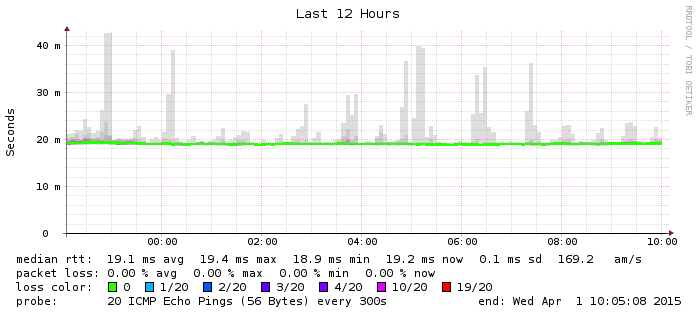 Last 12 Hours
RRDTOOL / TOBI OETIKER
Seconds
40 m
30 m
20 m
10 m
0
00:00 02:00 04:00 06:00 08:00 10:00
median rtt: 19.1 ms avg 19.4 ms max 18.9 ms min 19.2 ms now 0.1 ms sd 169.2 am/s
packet loss: 0.00 % avg 0.00 % max 0.00 % min 0.00 % now
loss color: 0 1/20 2/20 3/20 4/20 10/20 19/20
probe: 20 ICMP Echo Pings (56 Bytes) every 300s end: Wed Apr 1 10:05:08 2015